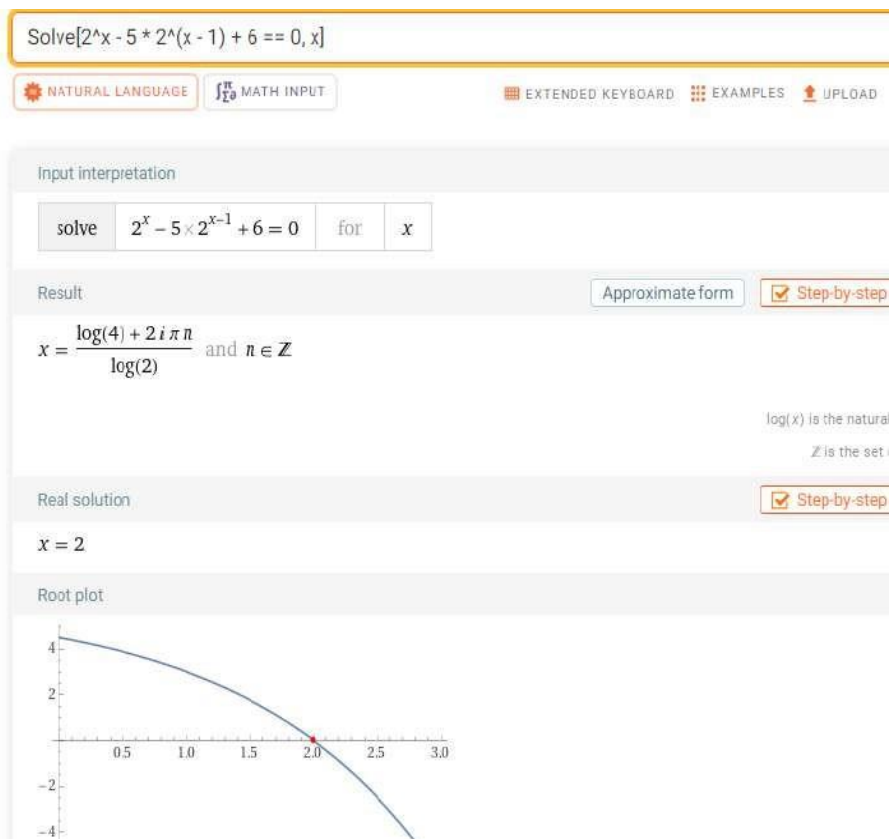 Solve[2^x - 5 * 2^(x - 1) + 6 == 0, x]
NATURAL LANGUAGE MATH INPUT EXTENDED KEYBOARD EXAMPLES UPLOAD
Input interpretation
solve 2^x − 5×2^(x−1) + 6 = 0 for x
Result Approximate form Step-by-step
x = (log(4) + 2 i π n)/log(2) and n ∈ ℤ
log(x) is the natural
ℤ is the set
Real solution Step-by-step
x = 2
Root plot
4
2
0.5 1.0 1.5 2.0 2.5 3.0
−2
−4